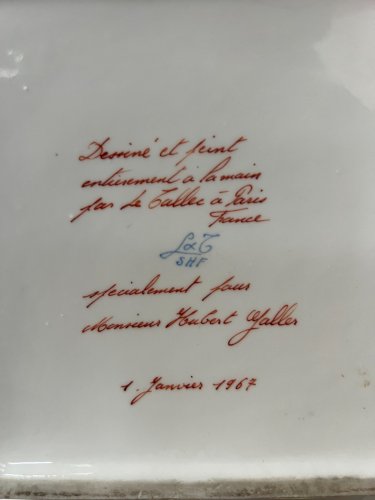 Dessiné et peint
entièrement à la main
par Le Tallec à Paris
France
L&T
SHF
spécialement pour
Monsieur Hubert
1. Janvier 1967